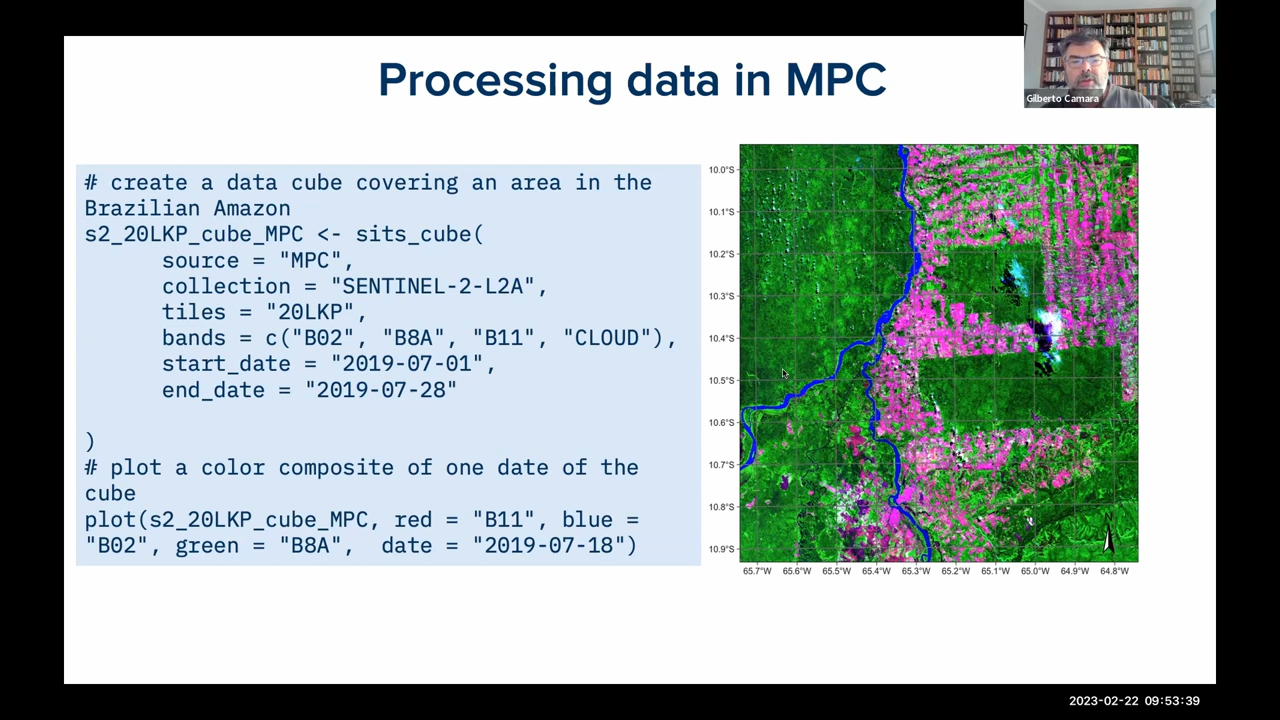 Processing data in MPC
Gilberto Camara
# create a data cube covering an area in the
Brazilian Amazon
s2_20LKP_cube_MPC <- sits_cube(
source = "MPC",
collection = "SENTINEL-2-L2A",
tiles = "20LKP",
bands = c("B02", "B8A", "B11", "CLOUD"),
start_date = "2019-07-01",
end_date = "2019-07-28"
)
# plot a color composite of one date of the
cube
plot(s2_20LKP_cube_MPC, red = "B11", blue =
"B02", green = "B8A", date = "2019-07-18")
10.0°S
10.1°S
10.2°S
10.3°S
10.4°S
10.5°S
10.6°S
10.7°S
10.8°S
10.9°S
65.7°W 65.6°W 65.5°W 65.4°W 65.3°W 65.2°W 65.1°W 65.0°W 64.9°W 64.8°W
2023-02-22 09:53:39